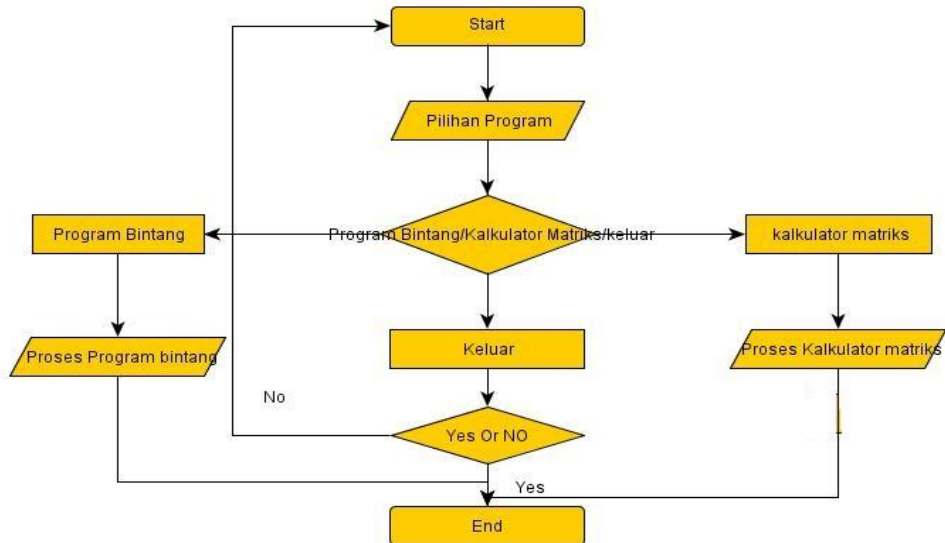 Start
Pilihan Program
Program Bintang
Program Bintang/Kalkulator Matriks/keluar
kalkulator matriks
Proses Program bintang
Keluar
Proses Kalkulator matriks
No
Yes Or NO
Yes
End